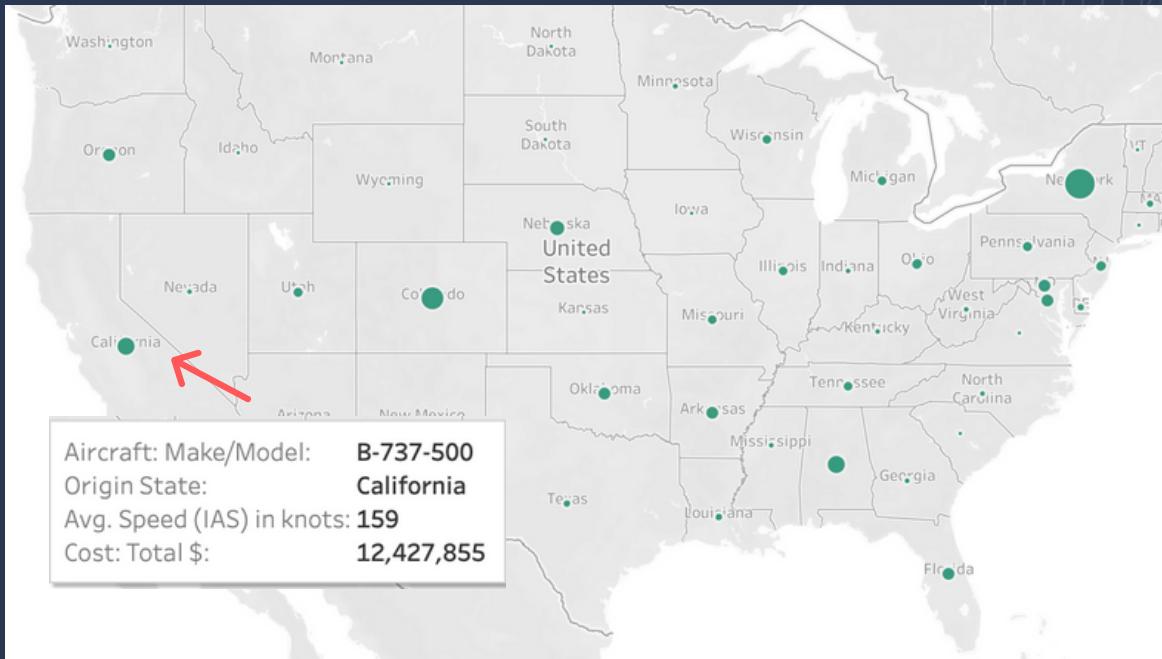 Washington
Montana
North
Dakota
Minnesota
Oregon
Idaho
South
Dakota
Wisconsin
VT
Wyoming
Michigan
New York
MA
Iowa
Nebraska
United
States
Pennsylvania
Nevada
Utah
Colorado
Illinois
Indiana
Ohio
Kansas
West
Virginia
California
Missouri
Kentucky
Oklahoma
Tennessee
North
Carolina
Arizona
New Mexico
Arkansas
Mississippi
Georgia
Texas
Louisiana
Florida
Aircraft: Make/Model: B-737-500
Origin State: California
Avg. Speed (IAS) in knots: 159
Cost: Total $: 12,427,855